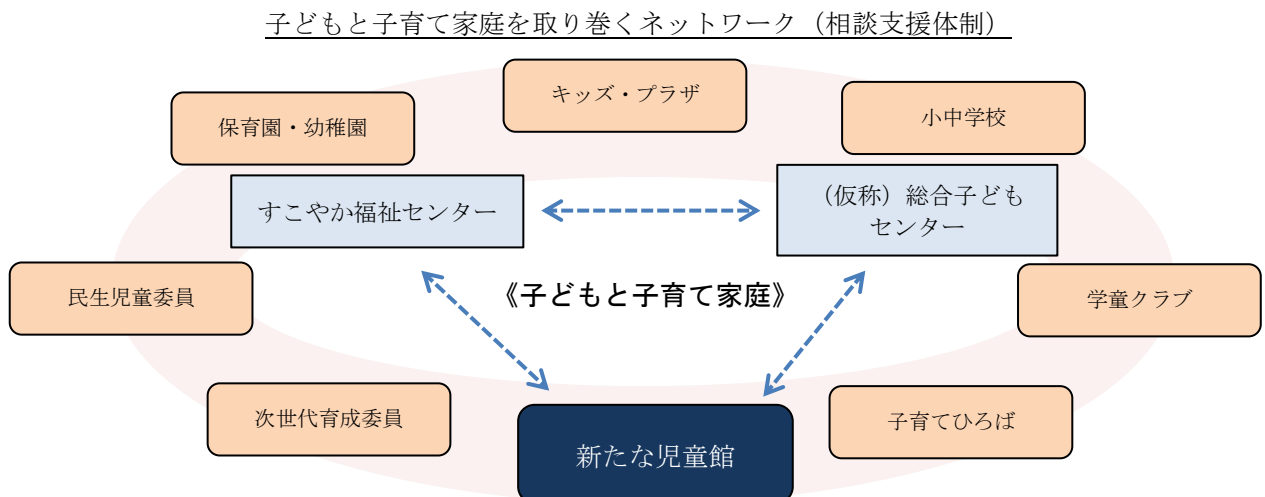 子どもと子育て家庭を取り巻くネットワーク（相談支援体制）
キッズ・プラザ
保育園・幼稚園
小中学校
すこやか福祉センター
（仮称）総合子ども
センター
民生児童委員
《子どもと子育て家庭》
学童クラブ
次世代育成委員
子育てひろば
新たな児童館